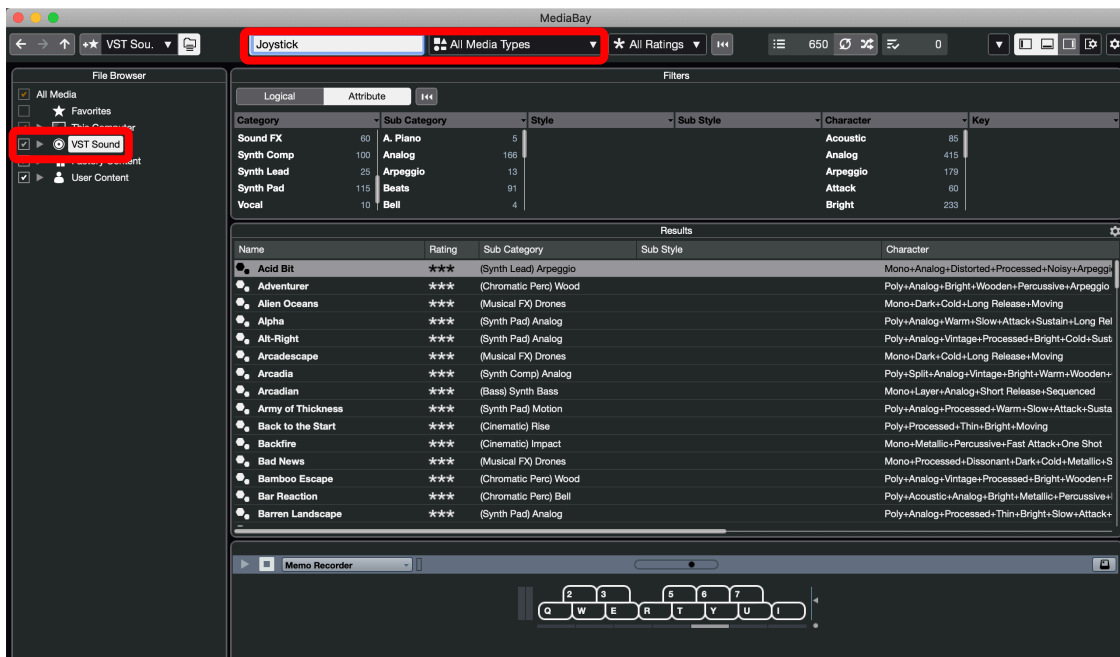 MediaBay
VST Sou. Joystick All Media Types All Ratings 650 0
File Browser
All Media
Favorites
This Computer
VST Sound
Factory Content
User Content
Filters
Logical Attribute
Category Sub Category Style Sub Style Character Key
Sound FX 60 A. Piano 5 Acoustic 85
Synth Comp 100 Analog 166 Analog 415
Synth Lead 25 Arpeggio 13 Arpeggio 179
Synth Pad 115 Beats 91 Attack 60
Vocal 10 Bell 4 Bright 233
Results
Name Rating Sub Category Sub Style Character
Acid Bit *** (Synth Lead) Arpeggio Mono+Analog+Distorted+Processed+Noisy+Arpeggi
Adventurer *** (Chromatic Perc) Wood Poly+Analog+Bright+Wooden+Percussive+Arpeggio
Alien Oceans *** (Musical FX) Drones Mono+Dark+Cold+Long Release+Moving
Alpha *** (Synth Pad) Analog Poly+Analog+Warm+Slow+Attack+Sustain+Long Rel
Alt-Right *** (Synth Pad) Analog Poly+Analog+Vintage+Processed+Bright+Cold+Sust
Arcadescape *** (Musical FX) Drones Mono+Dark+Cold+Long Release+Moving
Arcadia *** (Synth Comp) Analog Poly+Split+Analog+Vintage+Bright+Warm+Wooden+
Arcadian *** (Bass) Synth Bass Mono+Layer+Analog+Short Release+Sequenced
Army of Thickness *** (Synth Pad) Motion Poly+Analog+Processed+Warm+Slow+Attack+Susta
Back to the Start *** (Cinematic) Rise Poly+Processed+Thin+Bright+Moving
Backfire *** (Cinematic) Impact Mono+Metallic+Percussive+Fast Attack+One Shot
Bad News *** (Musical FX) Drones Mono+Processed+Dissonant+Dark+Cold+Metallic+S
Bamboo Escape *** (Chromatic Perc) Wood Poly+Analog+Vintage+Processed+Bright+Wooden+P
Bar Reaction *** (Chromatic Perc) Bell Poly+Acoustic+Analog+Bright+Metallic+Percussive+
Barren Landscape *** (Synth Pad) Analog Poly+Analog+Processed+Thin+Bright+Slow+Attack+
Memo Recorder
2 3 5 6 7
Q W E R T Y U I